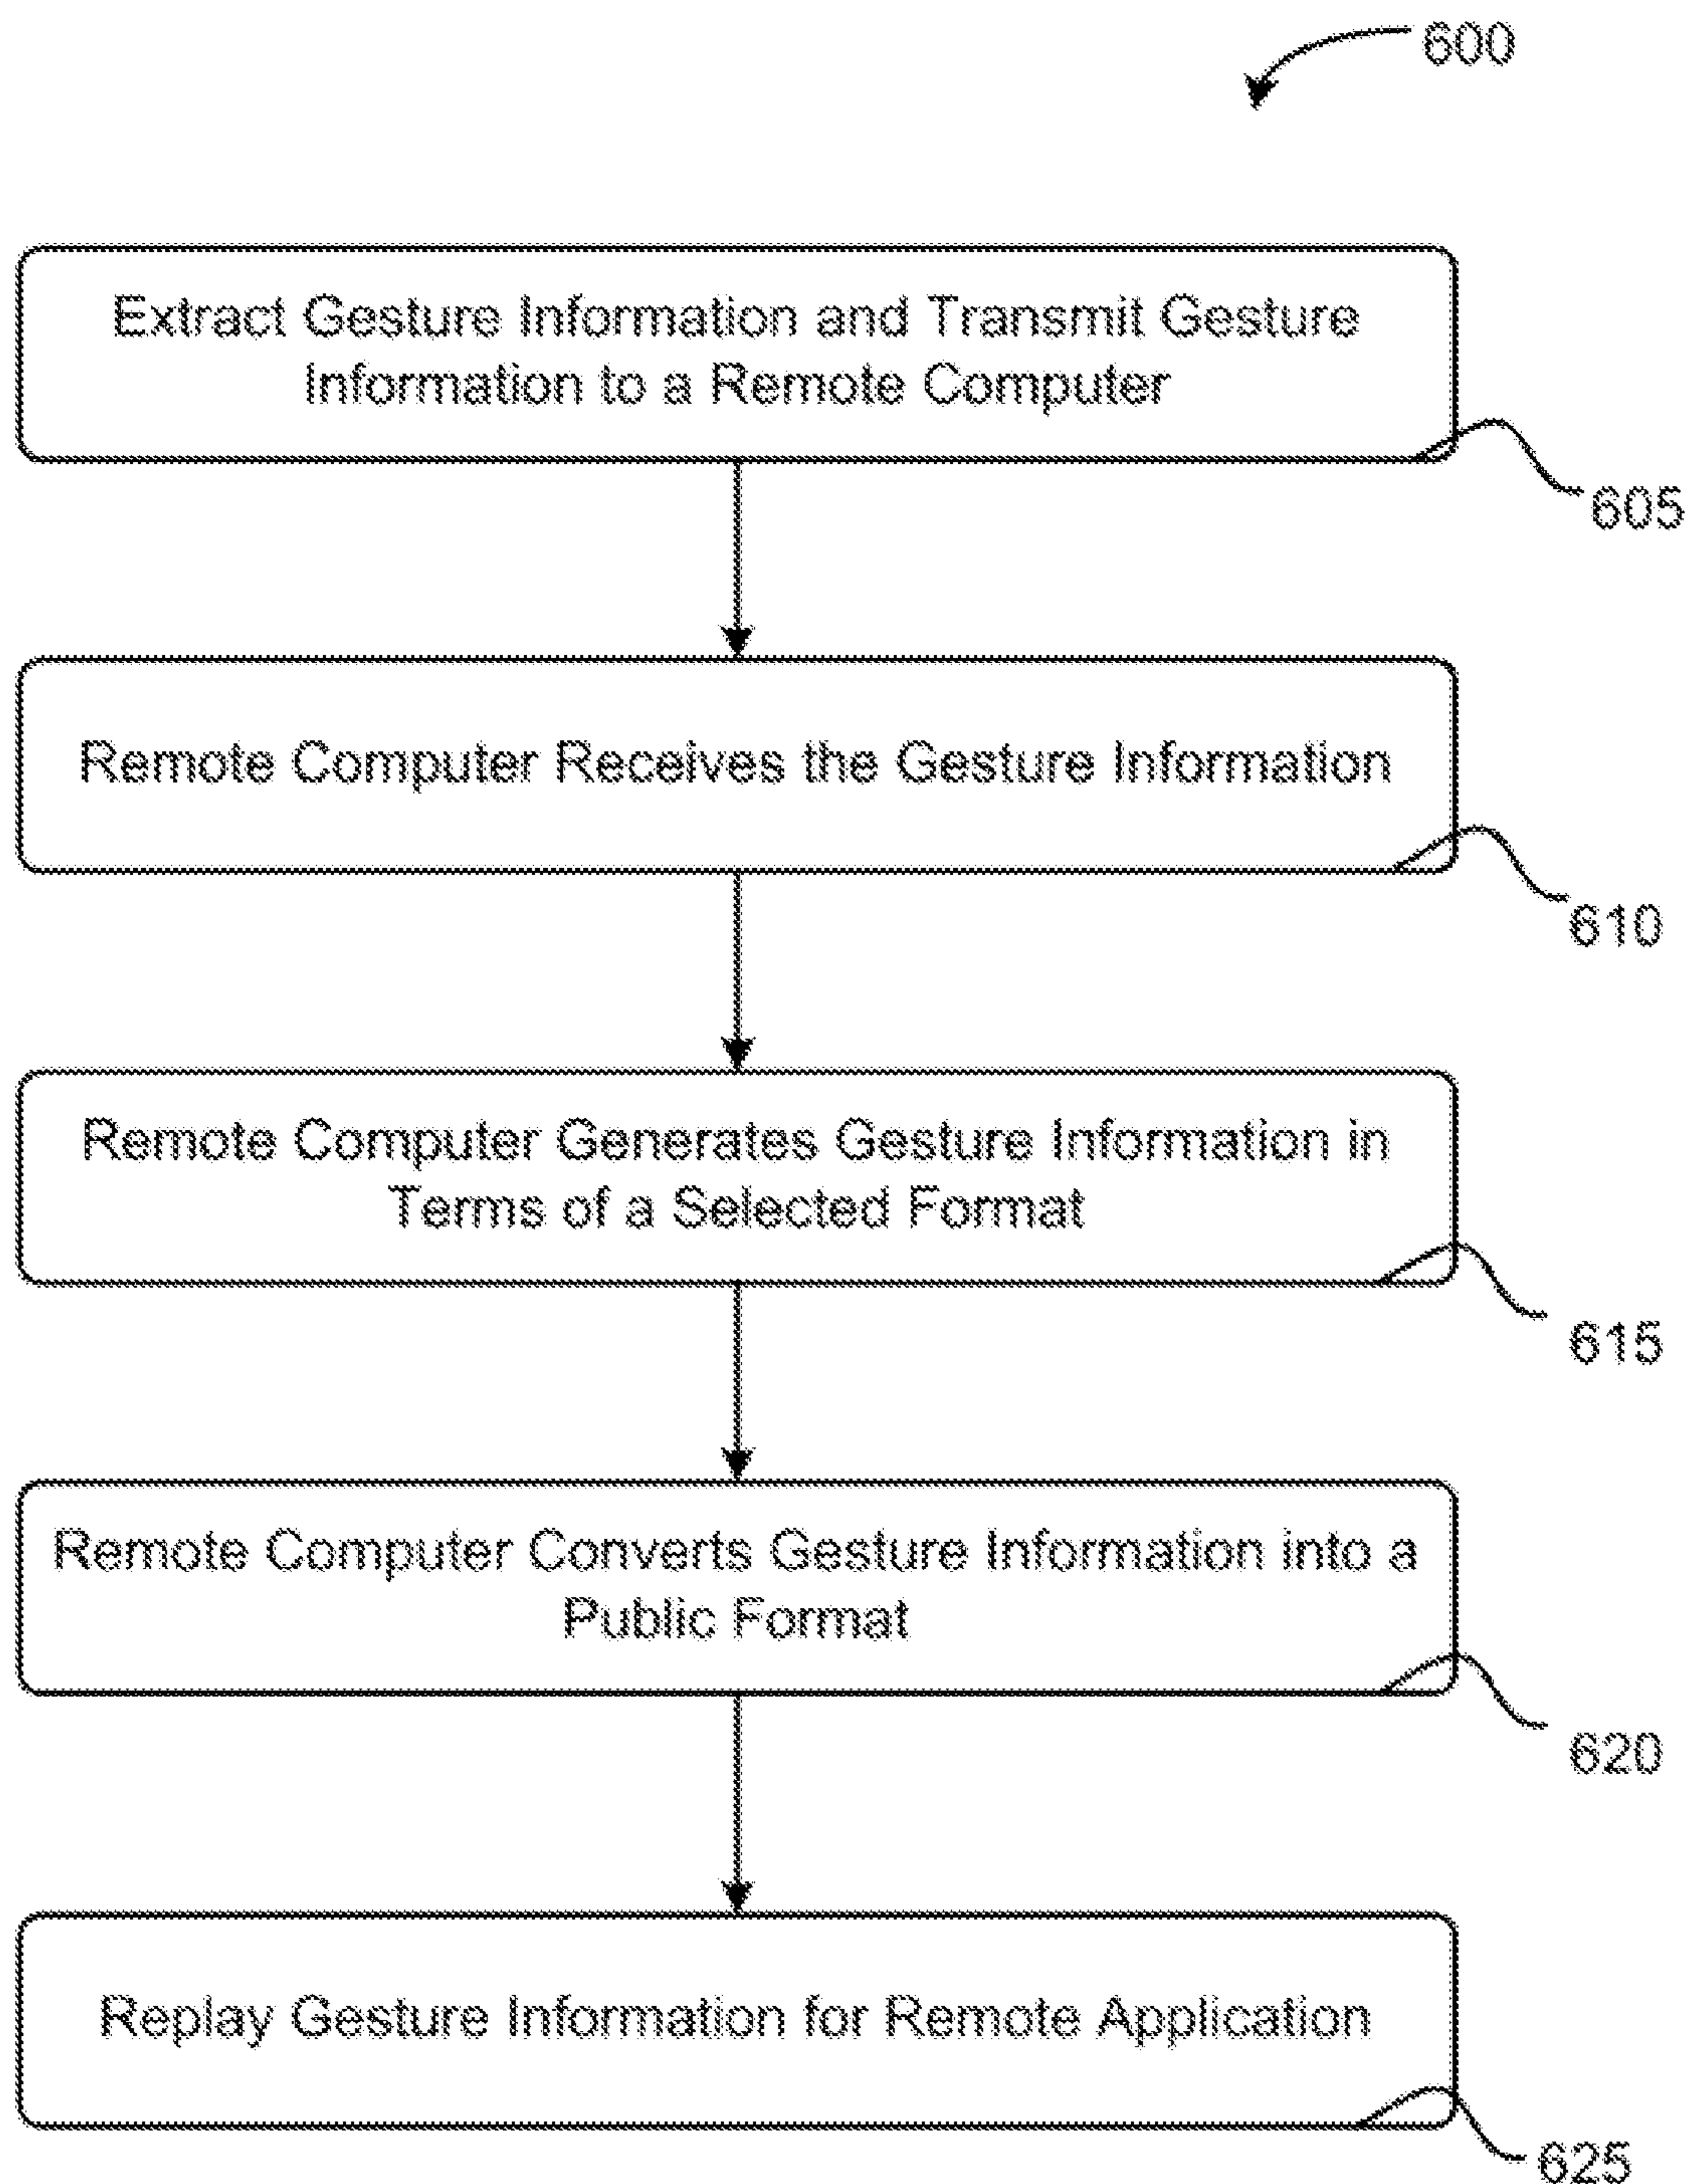 600
Extract Gesture Information and Transmit Gesture
Information to a Remote Computer
605
Remote Computer Receives the Gesture Information
610
Remote Computer Generates Gesture Information in
Terms of a Selected Format
615
Remote Computer Converts Gesture Information into a
Public Format
620
Replay Gesture Information for Remote Application
625